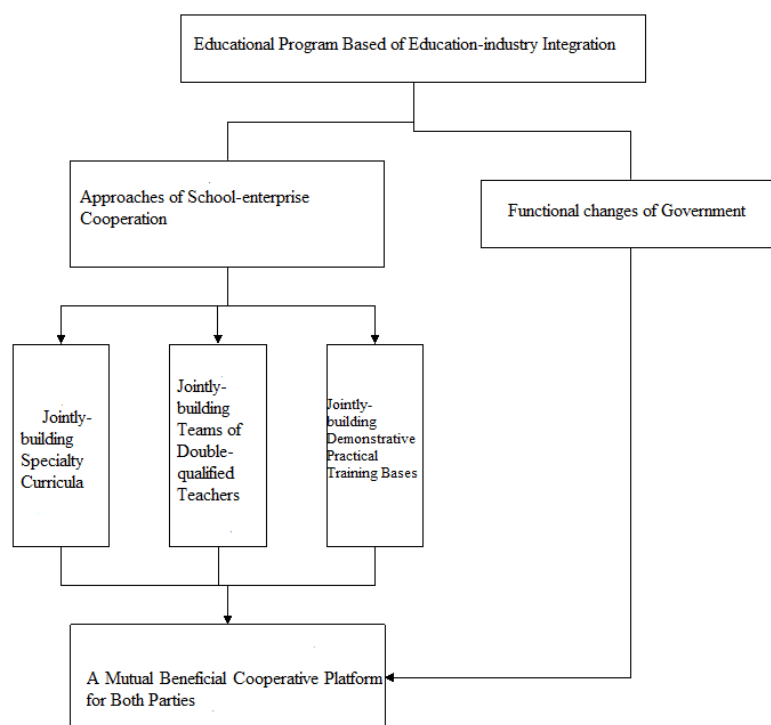 Educational Program Based of Education-industry Integration
Approaches of School-enterprise
Cooperation
Functional changes of Government
Jointly-
building
Specialty
Curricula
Jointly-
building
Teams of
Double-
qualified
Teachers
Jointly-
building
Demonstrative
Practical
Training Bases
A Mutual Beneficial Cooperative Platform
for Both Parties